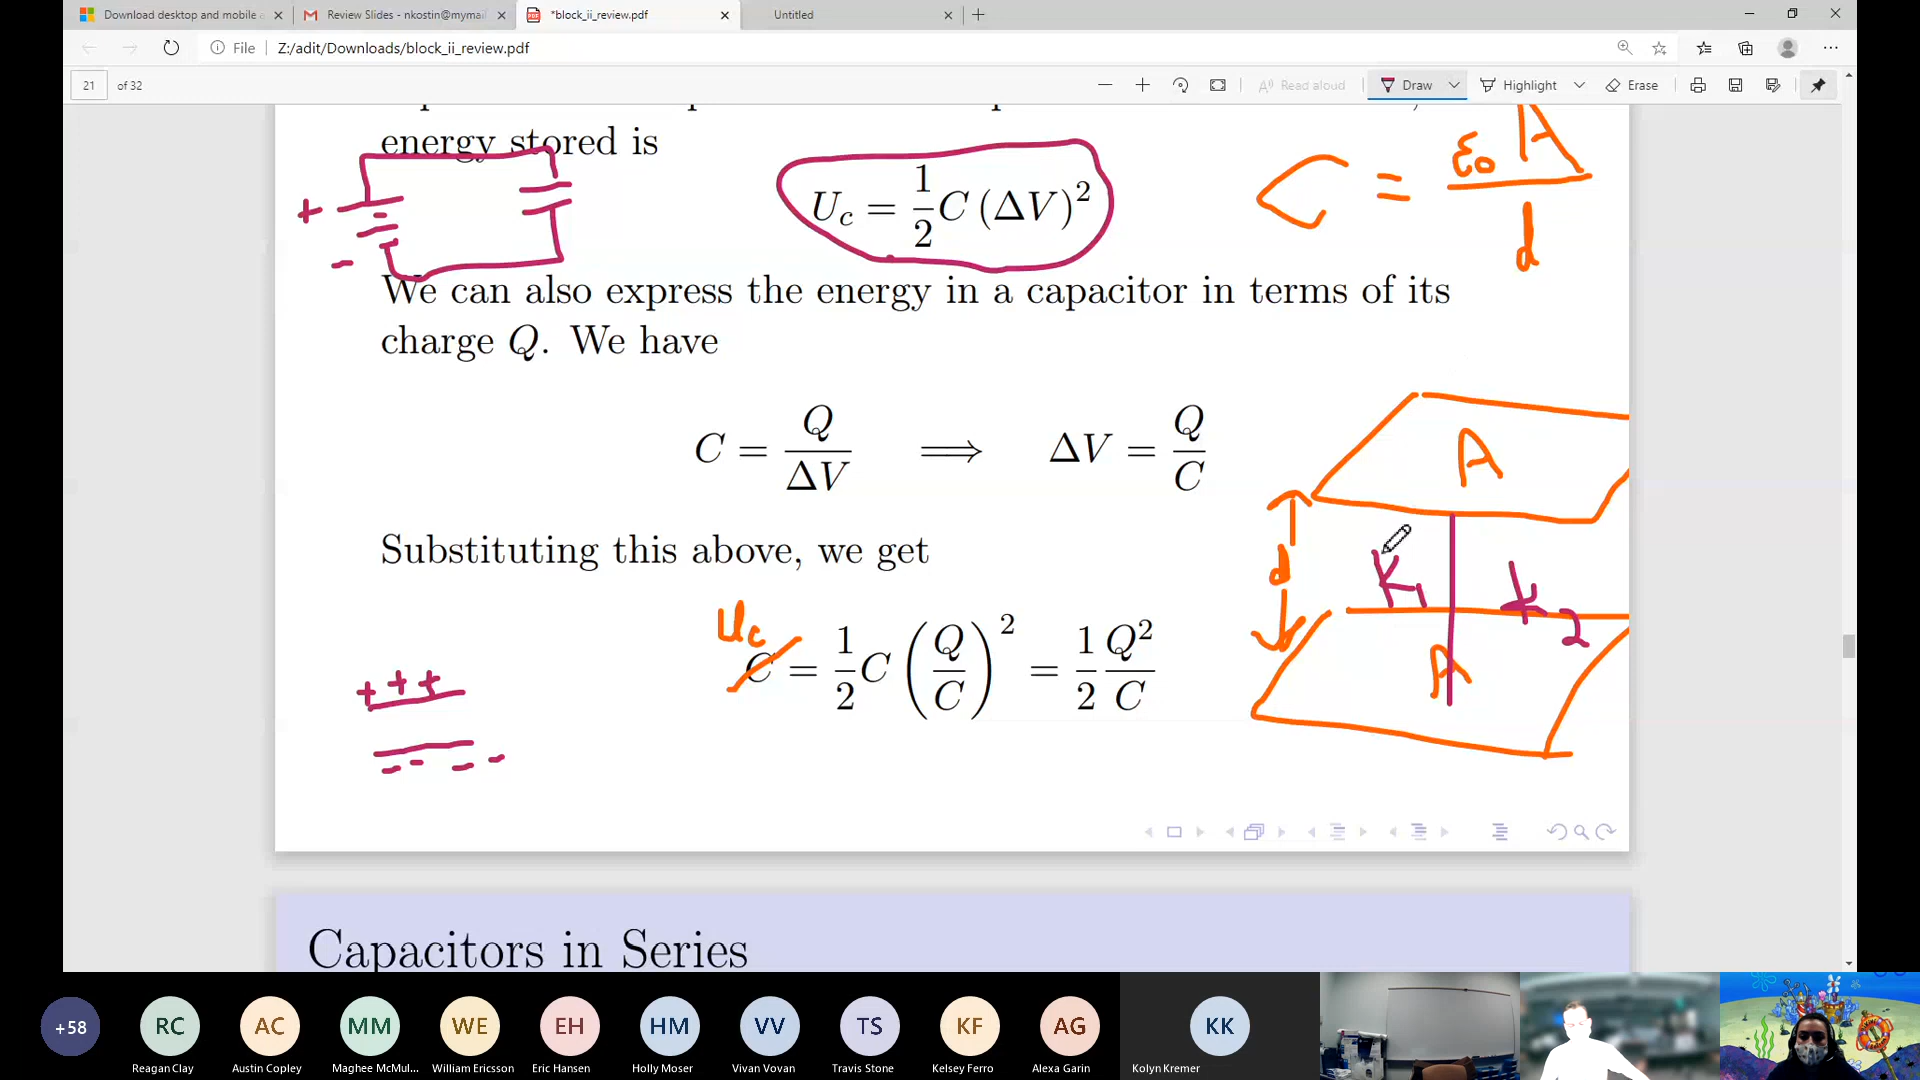 Download desktop and mobile a
Review Slides - nkostin@mymail
*block_ii_review.pdf
Untitled
File
Z:/adit/Downloads/block_ii_review.pdf
21 of 32
Read aloud
Draw
Highlight
Erase
energy stored is
U_c = 1/2 C (ΔV)^2
C = ε0 A / d
+
-
We can also express the energy in a capacitor in terms of its
charge Q. We have
C = Q/ΔV ⟹ ΔV = Q/C
A
Substituting this above, we get
d
K1
k2
Uc
C = 1/2 C (Q/C)^2 = 1/2 Q^2/C
A
+ + +
- - - -
Capacitors in Series
+58
RC
AC
MM
WE
EH
HM
VV
TS
KF
AG
KK
Reagan Clay
Austin Copley
Maghee McMul...
William Ericsson
Eric Hansen
Holly Moser
Vivan Vovan
Travis Stone
Kelsey Ferro
Alexa Garin
Kolyn Kremer